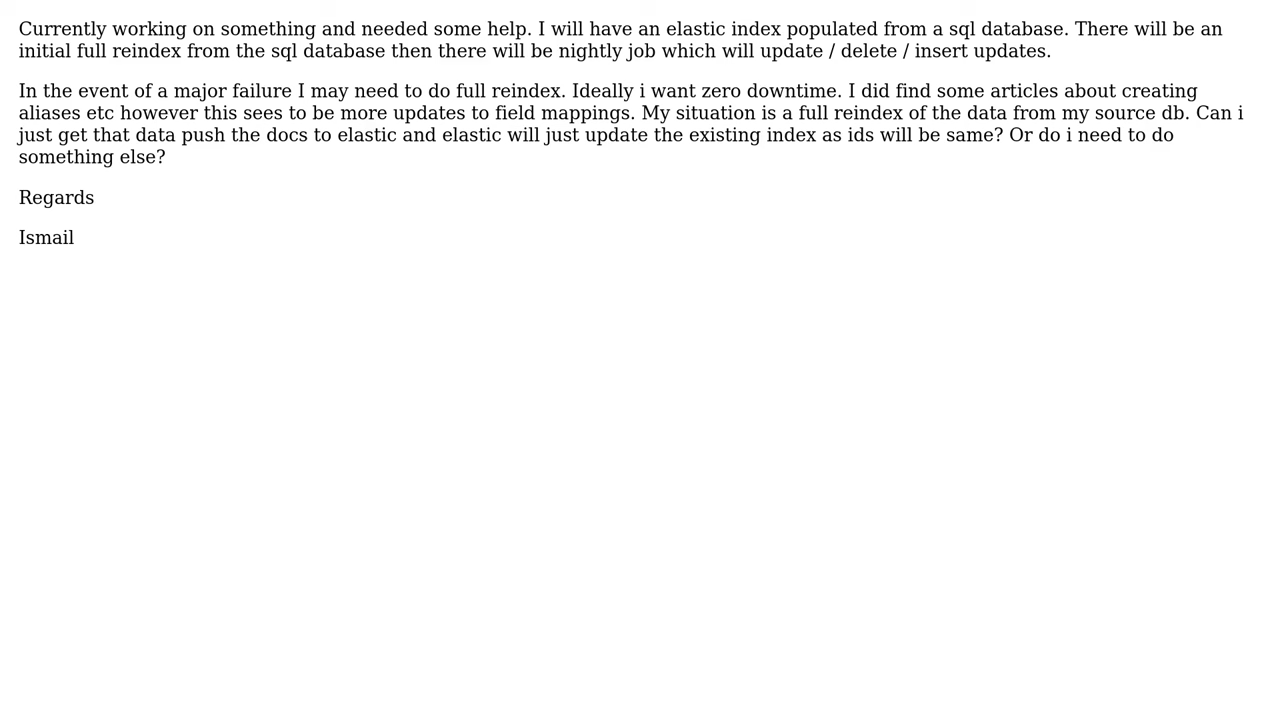 Currently working on something and needed some help. I will have an elastic index populated from a sql database. There will be an
initial full reindex from the sql database then there will be nightly job which will update / delete / insert updates.
In the event of a major failure I may need to do full reindex. Ideally i want zero downtime. I did find some articles about creating
aliases etc however this sees to be more updates to field mappings. My situation is a full reindex of the data from my source db. Can i
just get that data push the docs to elastic and elastic will just update the existing index as ids will be same? Or do i need to do
something else?
Regards
Ismail